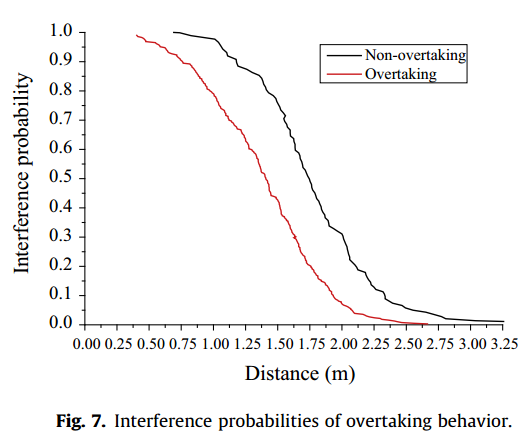 1.0
0.9
0.8
0.7
0.6
0.5
0.4
0.3
0.2
0.1
0.0
Interference probability
Non-overtaking
Overtaking
0.00 0.25 0.50 0.75 1.00 1.25 1.50 1.75 2.00 2.25 2.50 2.75 3.00 3.25
Distance (m)
Fig. 7. Interference probabilities of overtaking behavior.